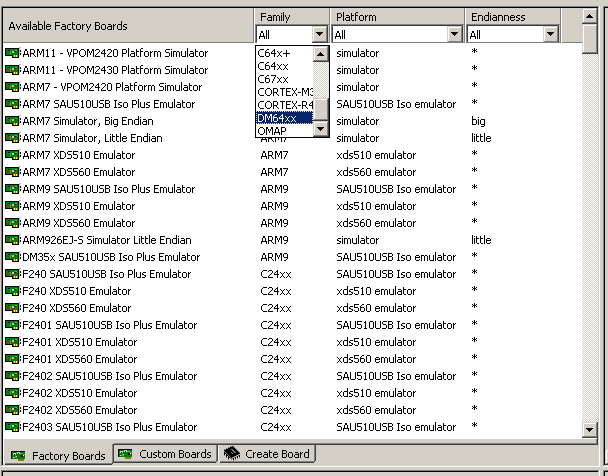 Available Factory Boards Family Platform Endianness
All All All
C64x+
C64xx
C67xx
CORTEX-M3
CORTEX-R4
DM64xx
OMAP
ARM11 - VPOM2420 Platform Simulator simulator *
ARM11 - VPOM2430 Platform Simulator simulator *
ARM7 - VPOM2420 Platform Simulator simulator *
ARM7 SAU510USB Iso Plus Emulator SAU510USB Iso emulator *
ARM7 Simulator, Big Endian simulator big
ARM7 Simulator, Little Endian ARM7 simulator little
ARM7 XDS510 Emulator ARM7 xds510 emulator *
ARM7 XDS560 Emulator ARM7 xds560 emulator *
ARM9 SAU510USB Iso Plus Emulator ARM9 SAU510USB Iso emulator *
ARM9 XDS510 Emulator ARM9 xds510 emulator *
ARM9 XDS560 Emulator ARM9 xds560 emulator *
ARM926EJ-S Simulator Little Endian ARM9 simulator little
DM35x SAU510USB Iso Plus Emulator ARM9 SAU510USB Iso emulator *
F240 SAU510USB Iso Plus Emulator C24xx SAU510USB Iso emulator *
F240 XDS510 Emulator C24xx xds510 emulator *
F240 XDS560 Emulator C24xx xds560 emulator *
F2401 SAU510USB Iso Plus Emulator C24xx SAU510USB Iso emulator *
F2401 XDS510 Emulator C24xx xds510 emulator *
F2401 XDS560 Emulator C24xx xds560 emulator *
F2402 SAU510USB Iso Plus Emulator C24xx SAU510USB Iso emulator *
F2402 XDS510 Emulator C24xx xds510 emulator *
F2402 XDS560 Emulator C24xx xds560 emulator *
F2403 SAU510USB Iso Plus Emulator C24xx SAU510USB Iso emulator *
Factory Boards Custom Boards Create Board